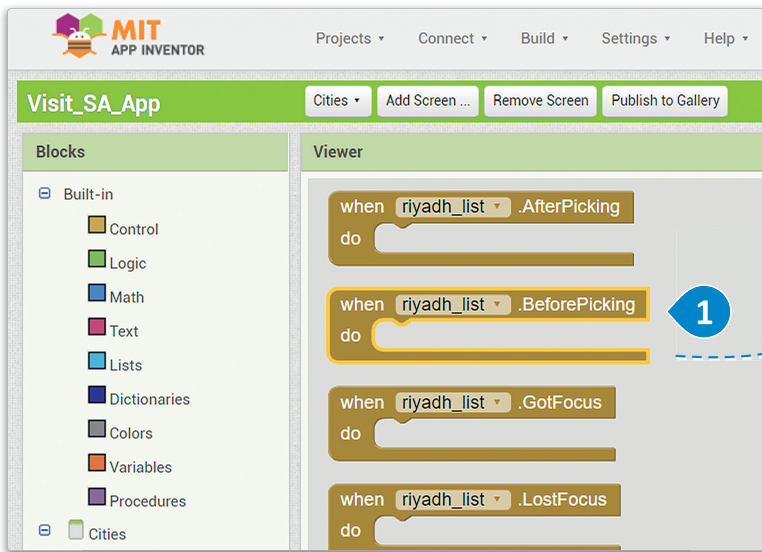 MIT
APP INVENTOR
Projects Connect Build Settings Help
Visit_SA_App
Cities Add Screen ... Remove Screen Publish to Gallery
Blocks
Viewer
Built-in
Control
Logic
Math
Text
Lists
Dictionaries
Colors
Variables
Procedures
Cities
when riyadh_list .AfterPicking
do
when riyadh_list .BeforePicking
do
1
when riyadh_list .GotFocus
do
when riyadh_list .LostFocus
do